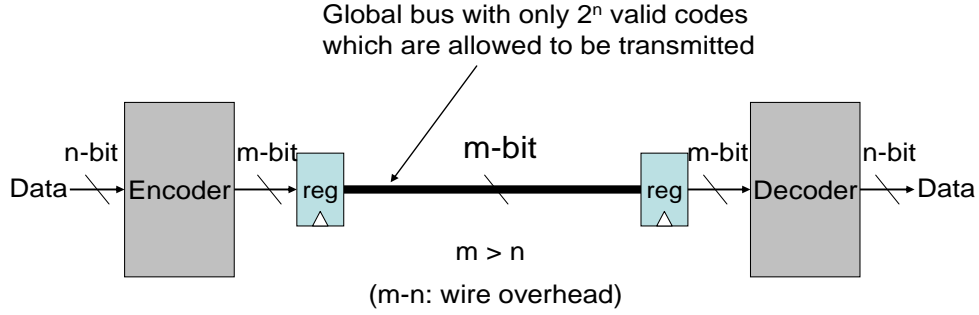 Global bus with only 2ⁿ valid codes
which are allowed to be transmitted
n-bit
m-bit
m-bit
m-bit
n-bit
Data
Encoder
reg
reg
Decoder
Data
m > n
(m-n: wire overhead)